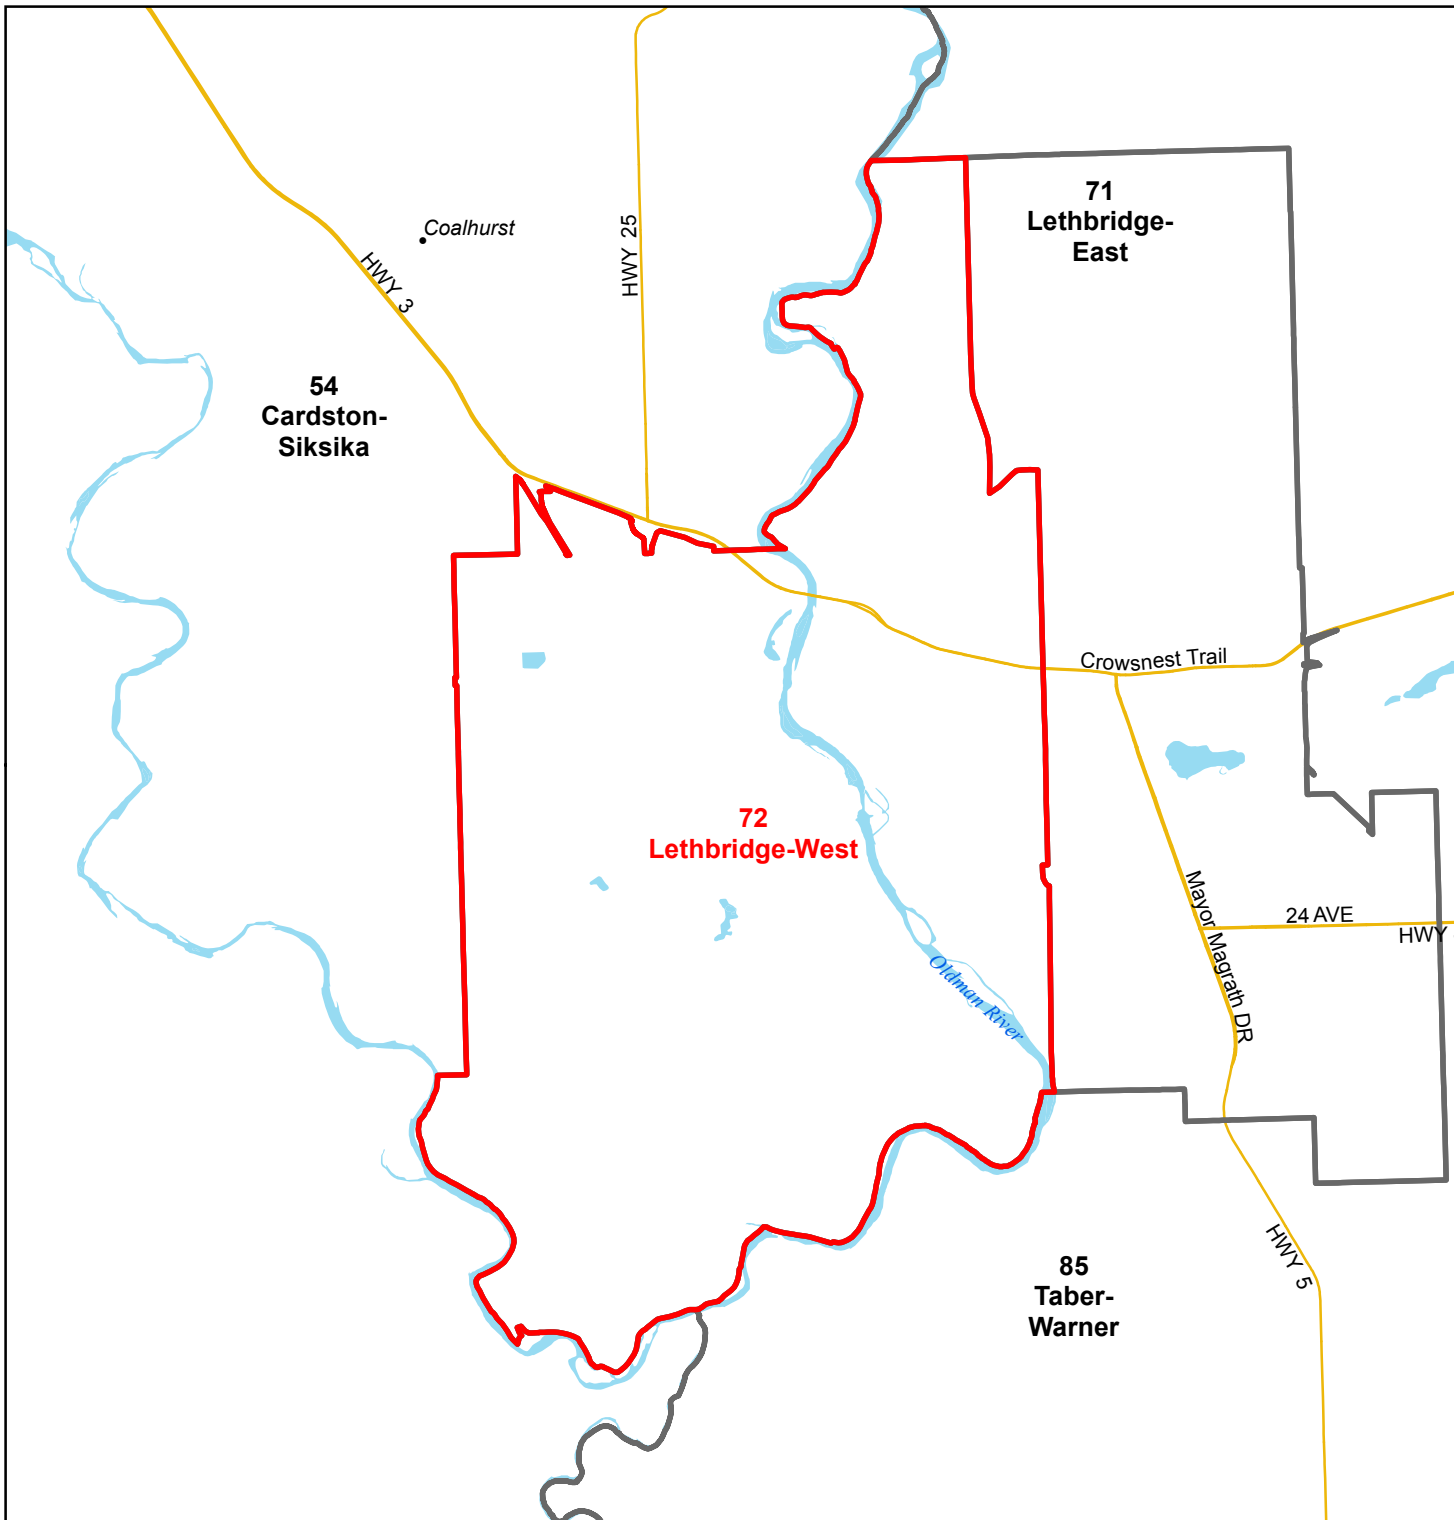 71
Lethbridge-
East
Coalhurst
HWY 25
HWY 3
54
Cardston-
Siksika
Crowsnest Trail
72
Lethbridge-West
Mayor Magrath DR
24 AVE
HWY
Oldman River
HWY 5
85
Taber-
Warner